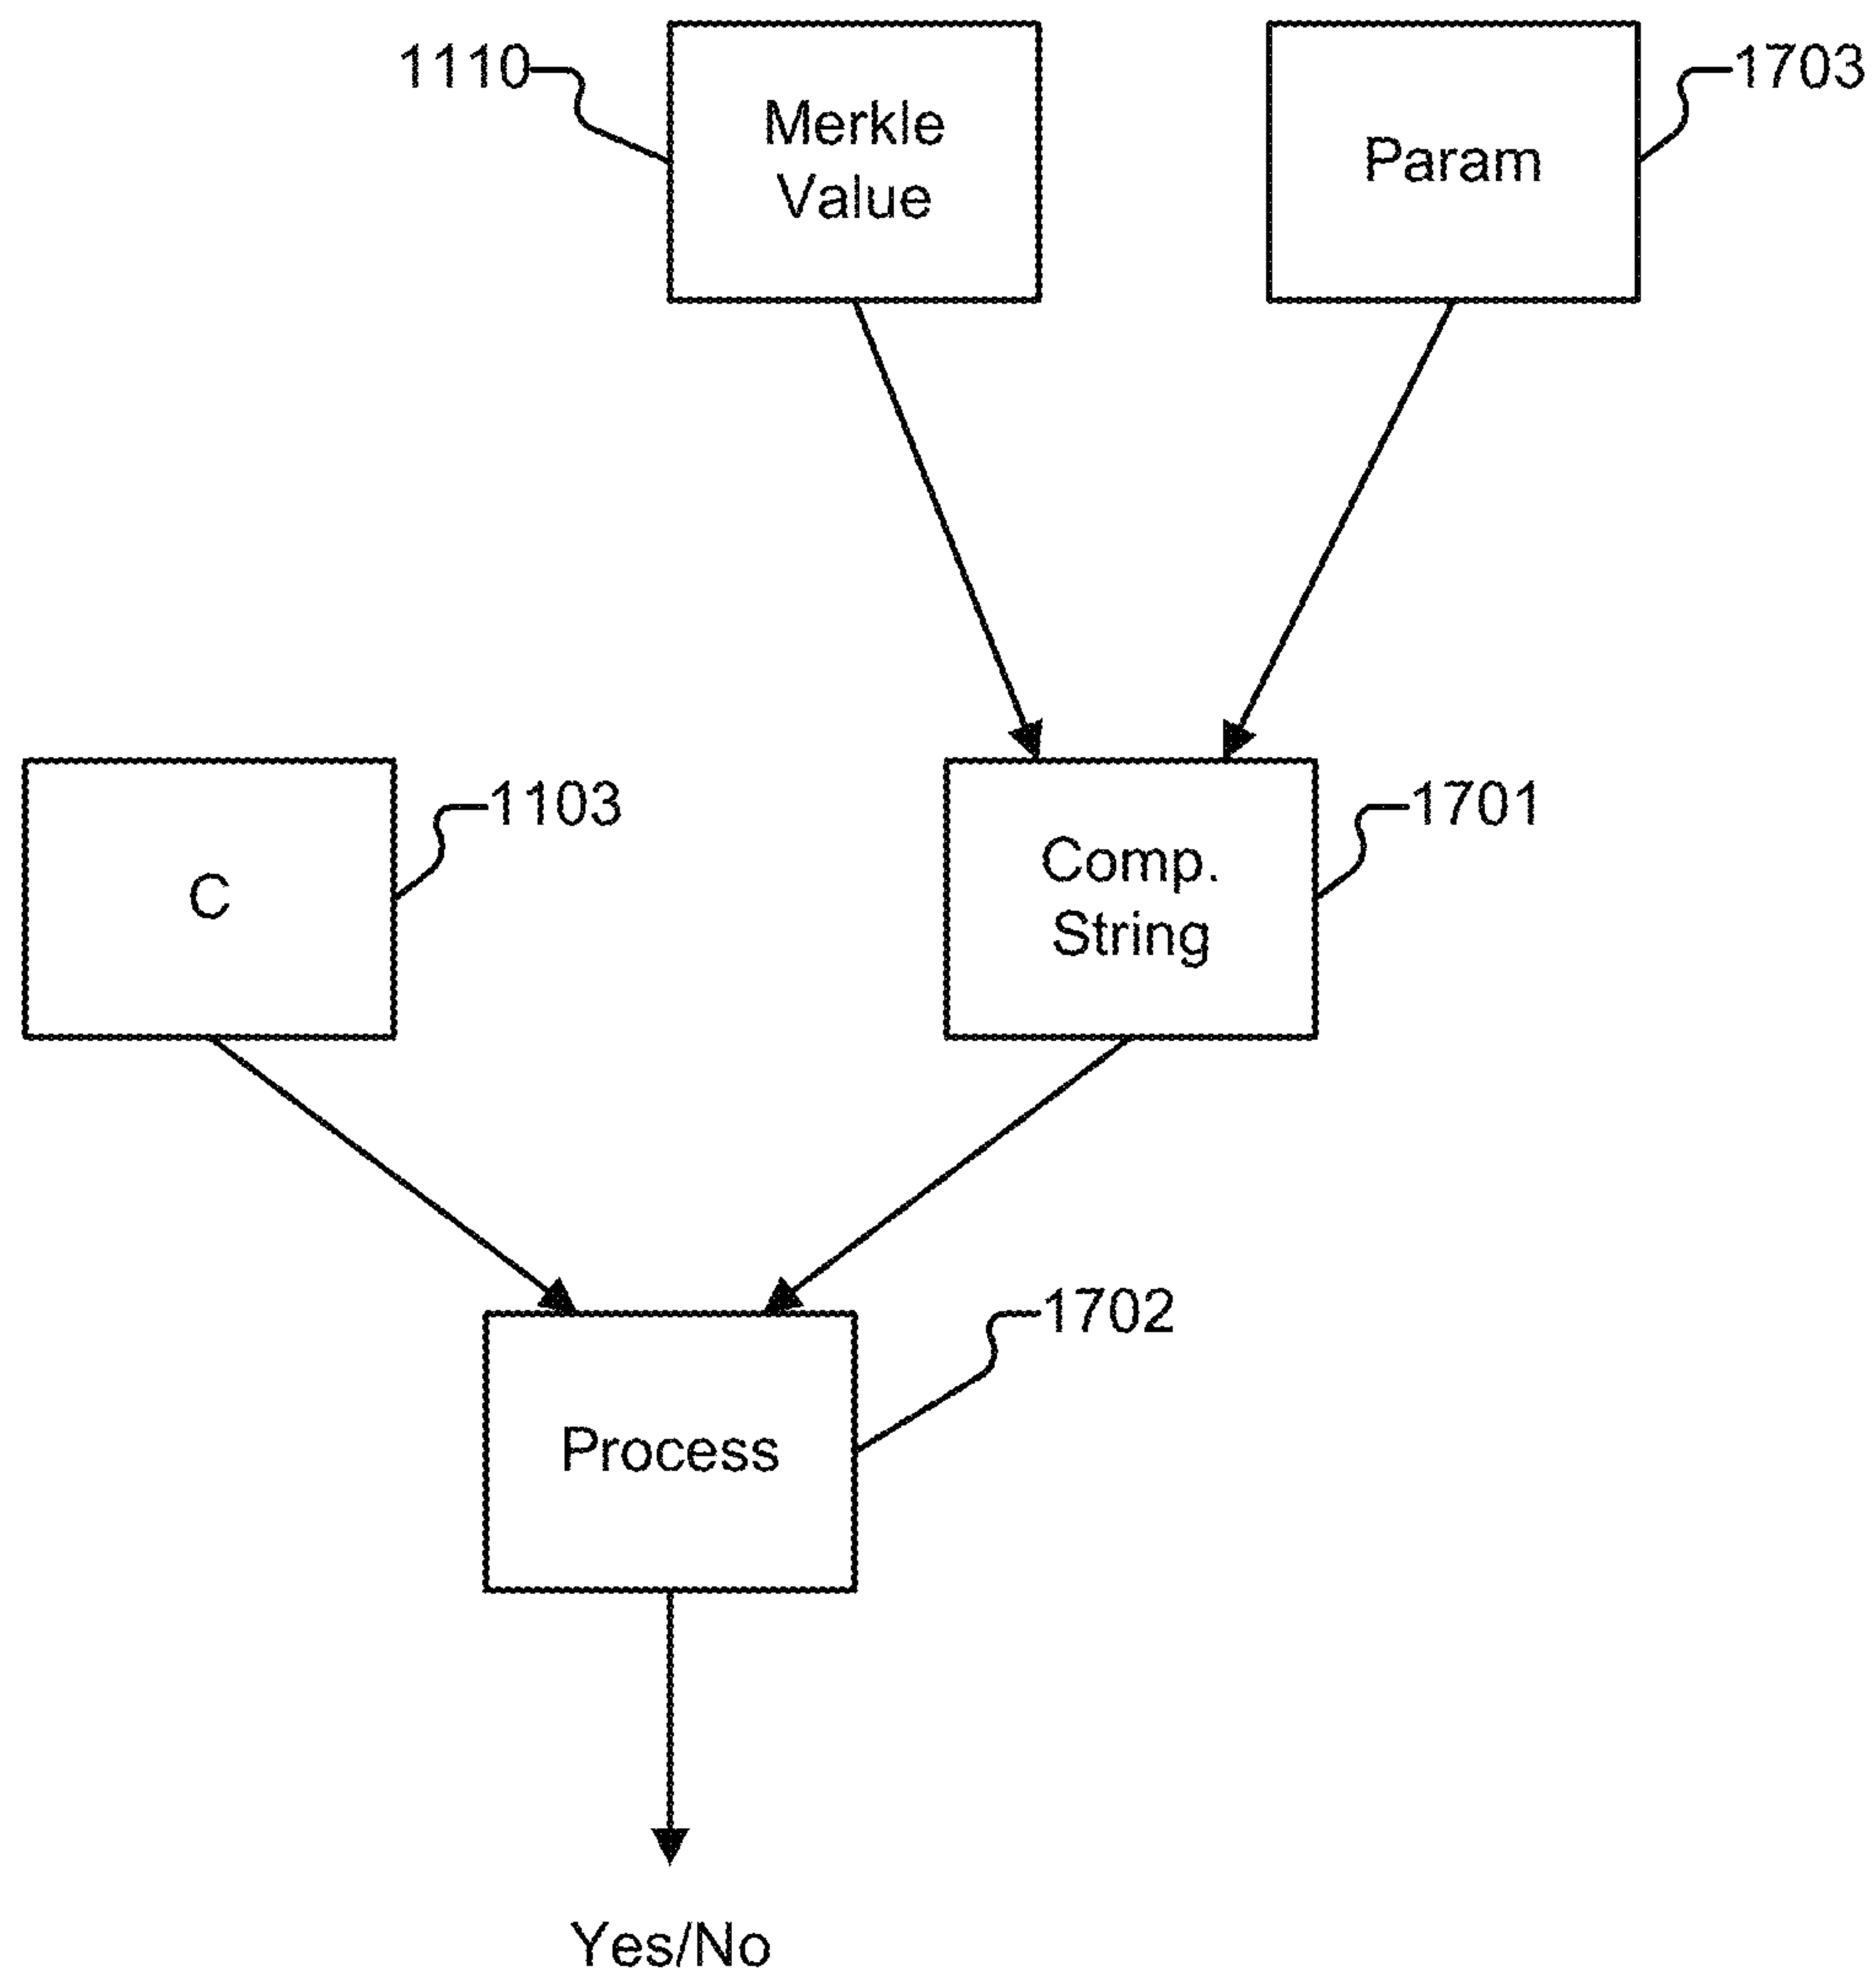 1110
Merkle
Value
1703
Param
C
1103
Comp.
String
1701
Process
1702
Yes/No